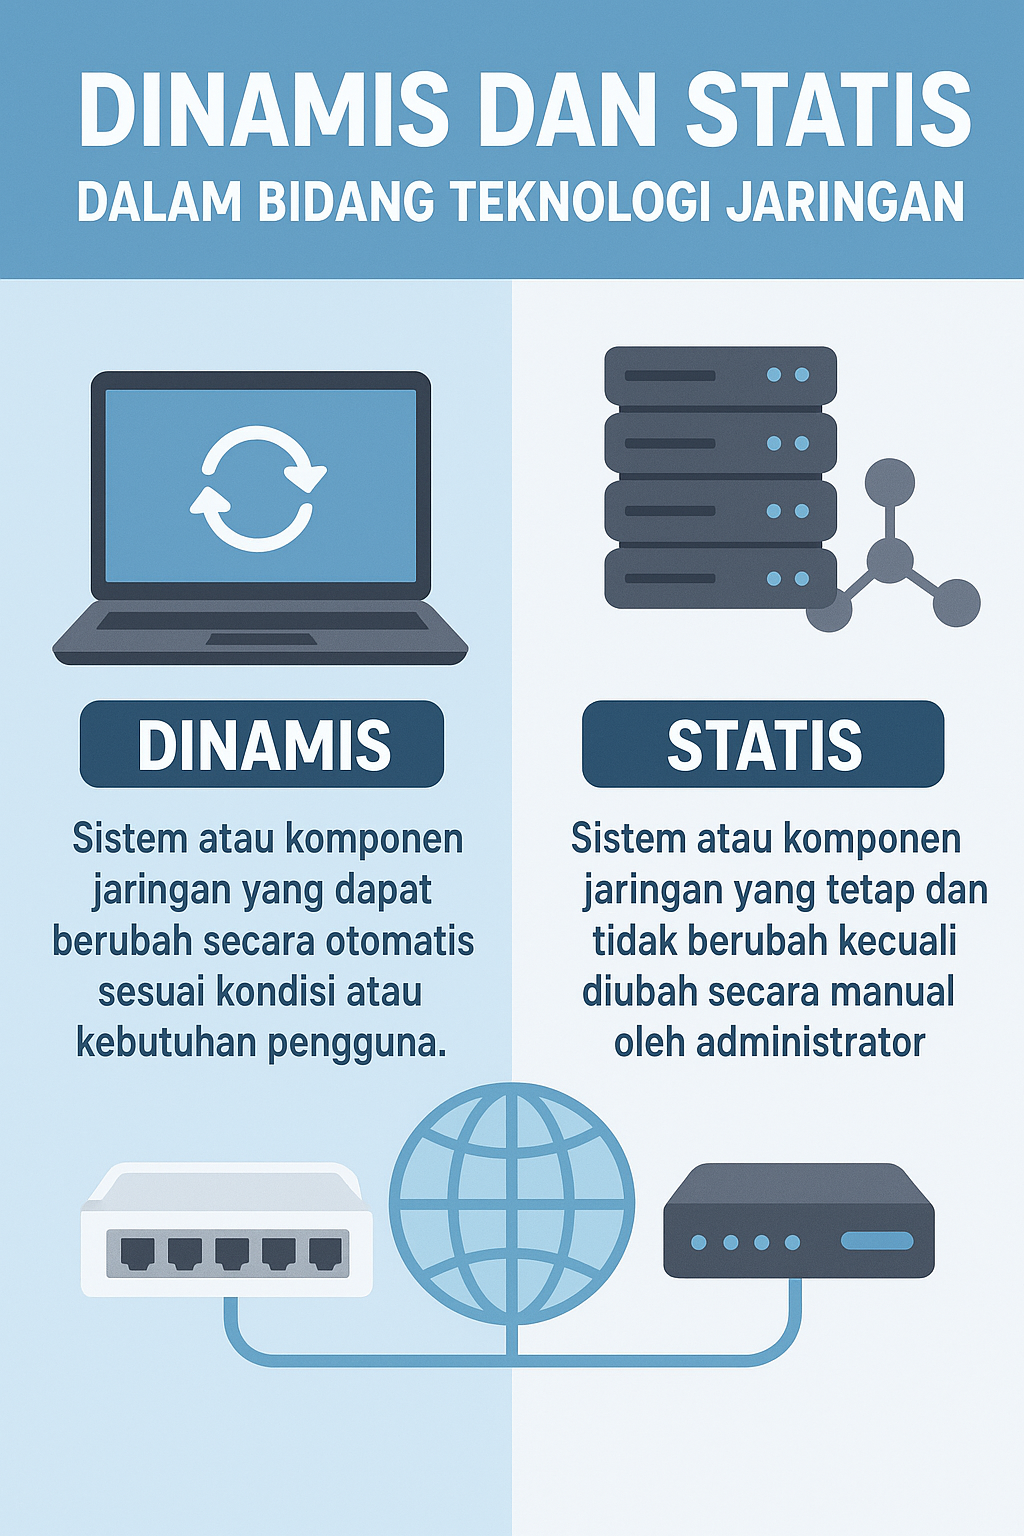 DINAMIS DAN STATIS
DALAM BIDANG TEKNOLOGI JARINGAN
DINAMIS
Sistem atau komponen
jaringan yang dapat
berubah secara otomatis
sesuai kondisi atau
kebutuhan pengguna.
STATIS
Sistem atau komponen
jaringan yang tetap dan
tidak berubah kecuali
diubah secara manual
oleh administrator